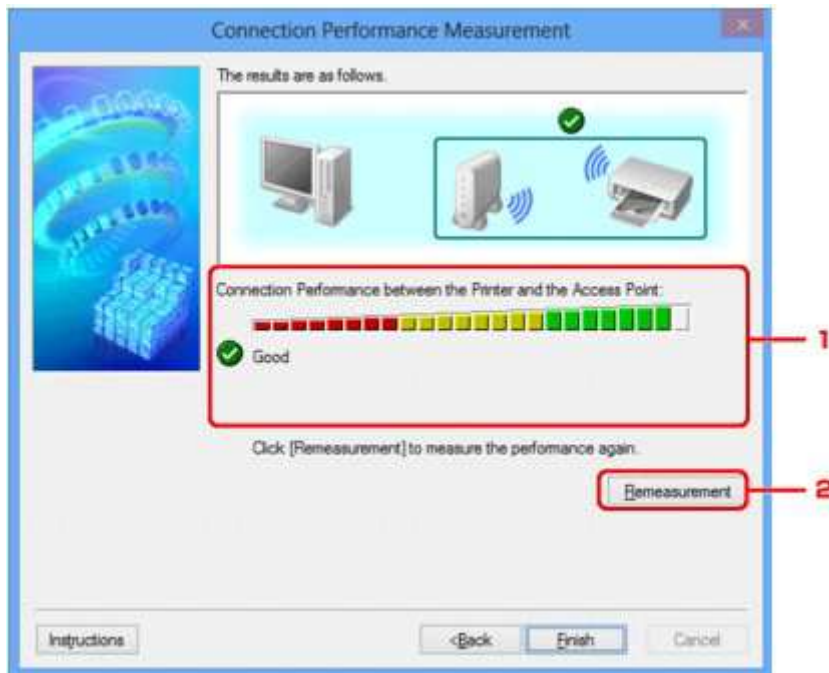 Connection Performance Measurement
The results are as follows.
Connection Performance between the Printer and the Access Point:
Good
1
Click [Remeasurement] to measure the performance again.
Remeasurement
2
Instructions
<Back
Finish
Cancel